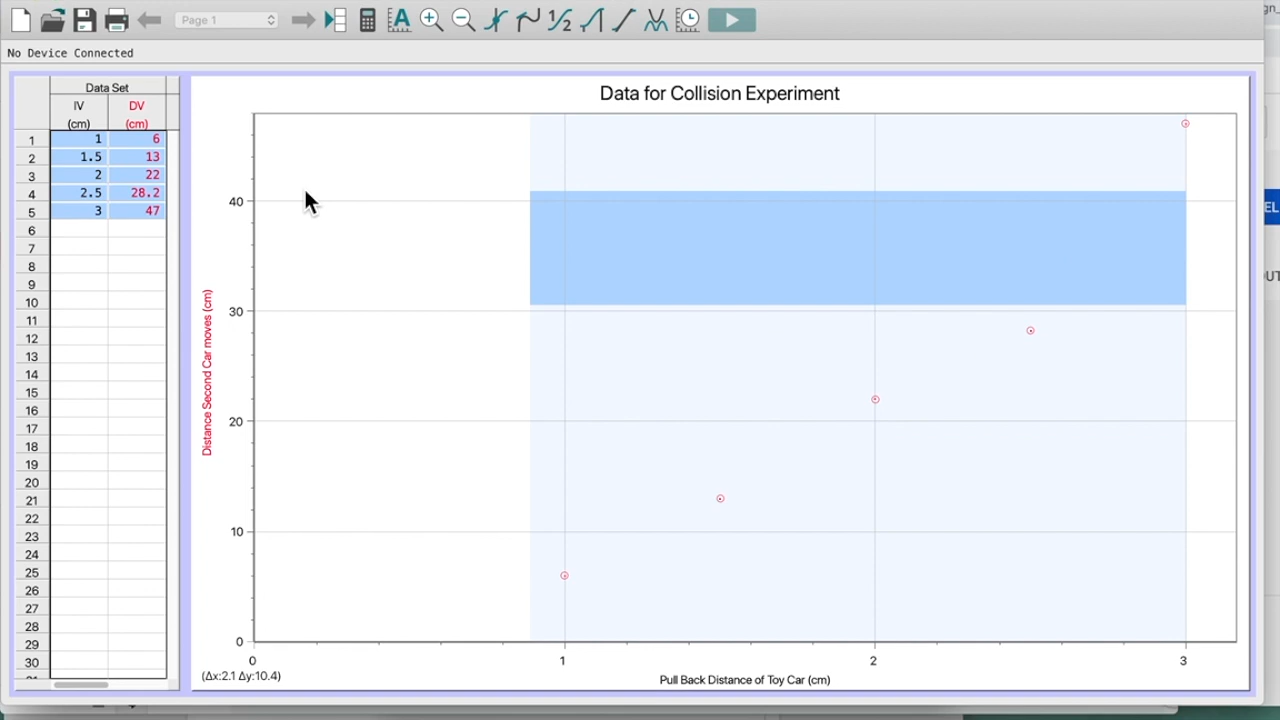 ign_
Page 1
No Device Connected
Data Set
IV DV
(cm) (cm)
1 1 6
2 1.5 13
3 2 22
4 2.5 28.2
5 3 47
6
7
8
9
10
11
12
13
14
15
16
17
18
19
20
21
22
23
24
25
26
27
28
29
30
Data for Collision Experiment
Distance Second Car moves (cm)
40
30
20
10
0
0 1 2 3
(Δx:2.1 Δy:10.4)
Pull Back Distance of Toy Car (cm)
EL
OUT